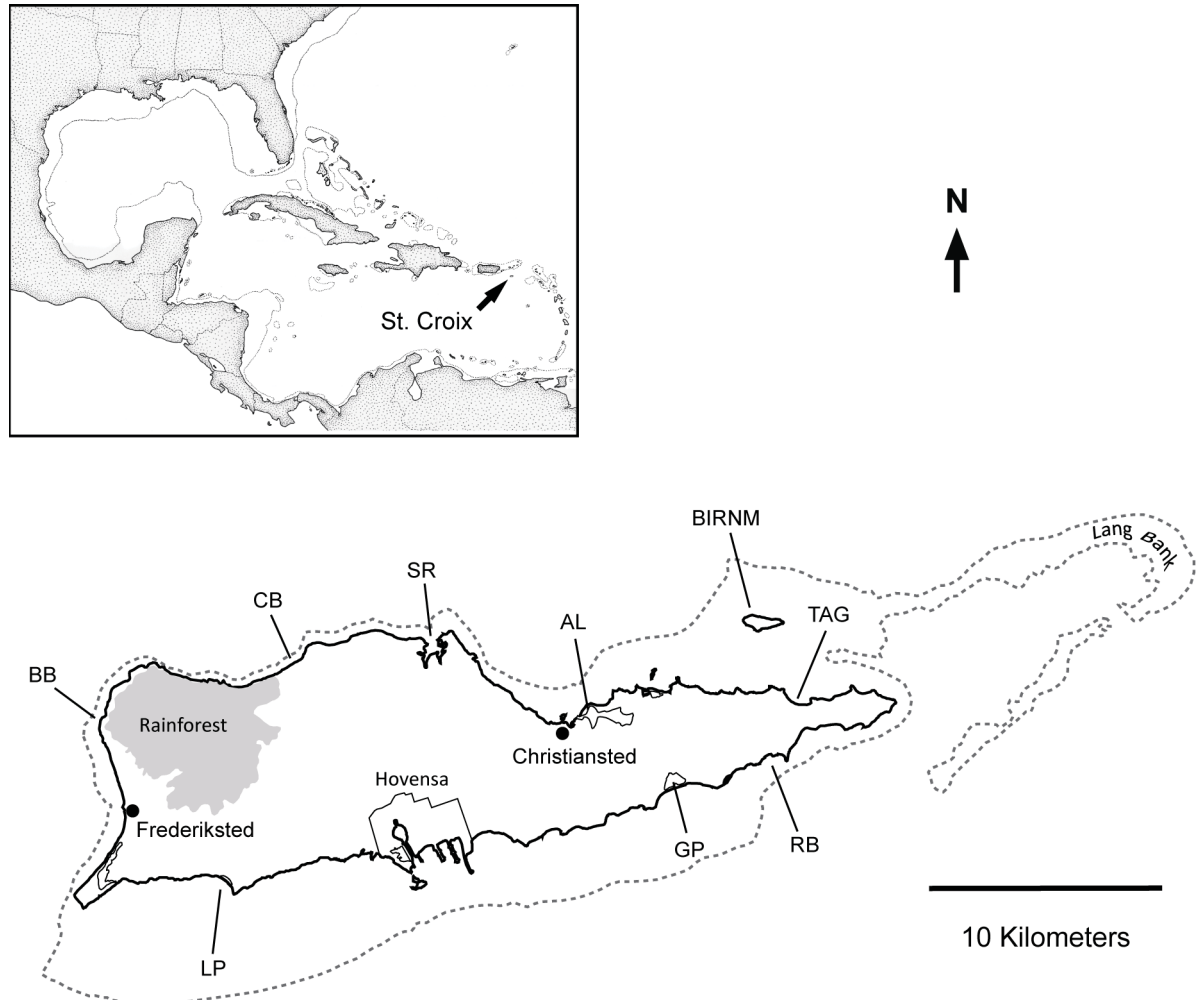 St. Croix
N
BIRNM
Lang Bank
SR
CB
TAG
AL
BB
Rainforest
Christiansted
Hovensa
Frederiksted
GP
RB
LP
10 Kilometers